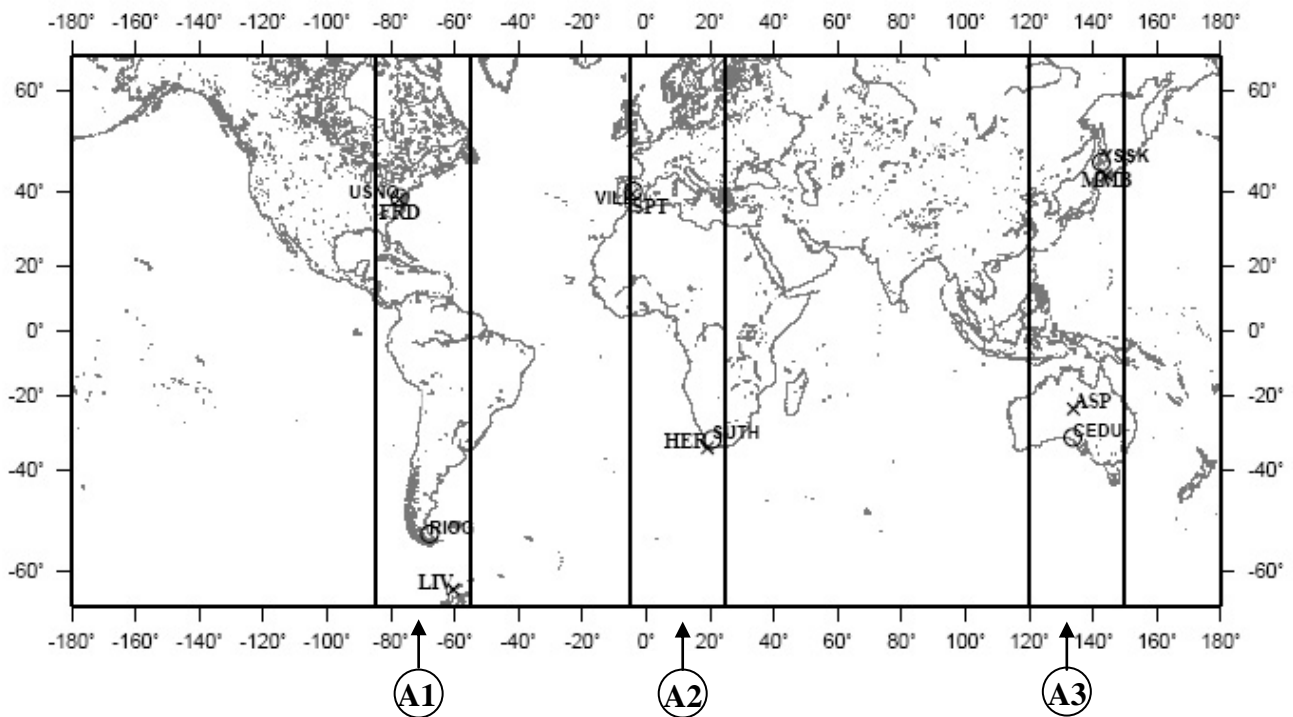 -180° -160° -140° -120° -100° -80° -60° -40° -20° 0° 20° 40° 60° 80° 100° 120° 140° 160° 180°
60° 60°
SSK
MMB
40° USNO VILL 40°
FRD SPT
20° 20°
0° 0°
-20° ASP -20°
HER SUTH CEDU
-40° -40°
RIOG
-60° LIV -60°
-180° -160° -140° -120° -100° -80° -60° -40° -20° 0° 20° 40° 60° 80° 100° 120° 140° 160° 180°
A1 A2 A3